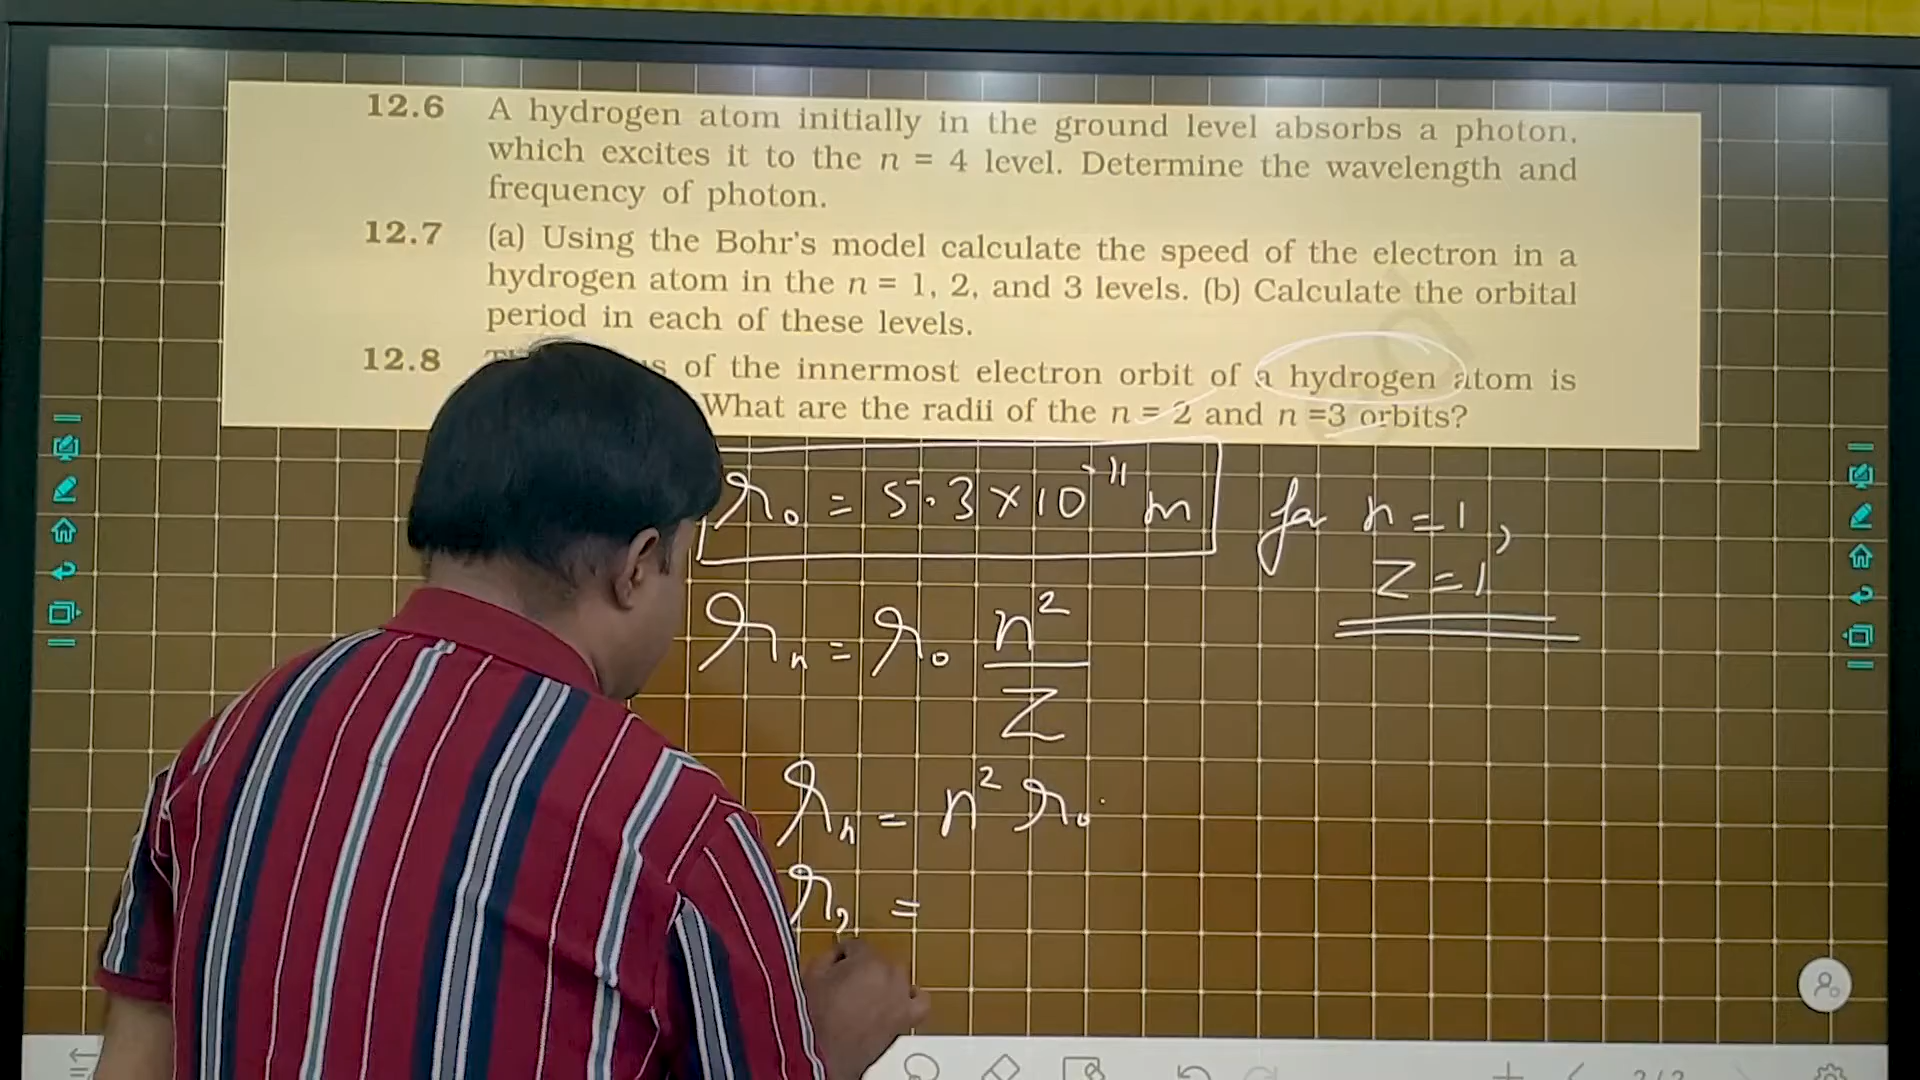 12.6 A hydrogen atom initially in the ground level absorbs a photon,
which excites it to the n = 4 level. Determine the wavelength and
frequency of photon.
12.7 (a) Using the Bohr's model calculate the speed of the electron in a
hydrogen atom in the n = 1, 2, and 3 levels. (b) Calculate the orbital
period in each of these levels.
12.8 of the innermost electron orbit of a hydrogen atom is
What are the radii of the n = 2 and n =3 orbits?
r₀ = 5.3 × 10⁻¹¹ m for n = 1,
Z = 1
rₙ = r₀ n²/Z
rₙ = n² r₀
r₂ =